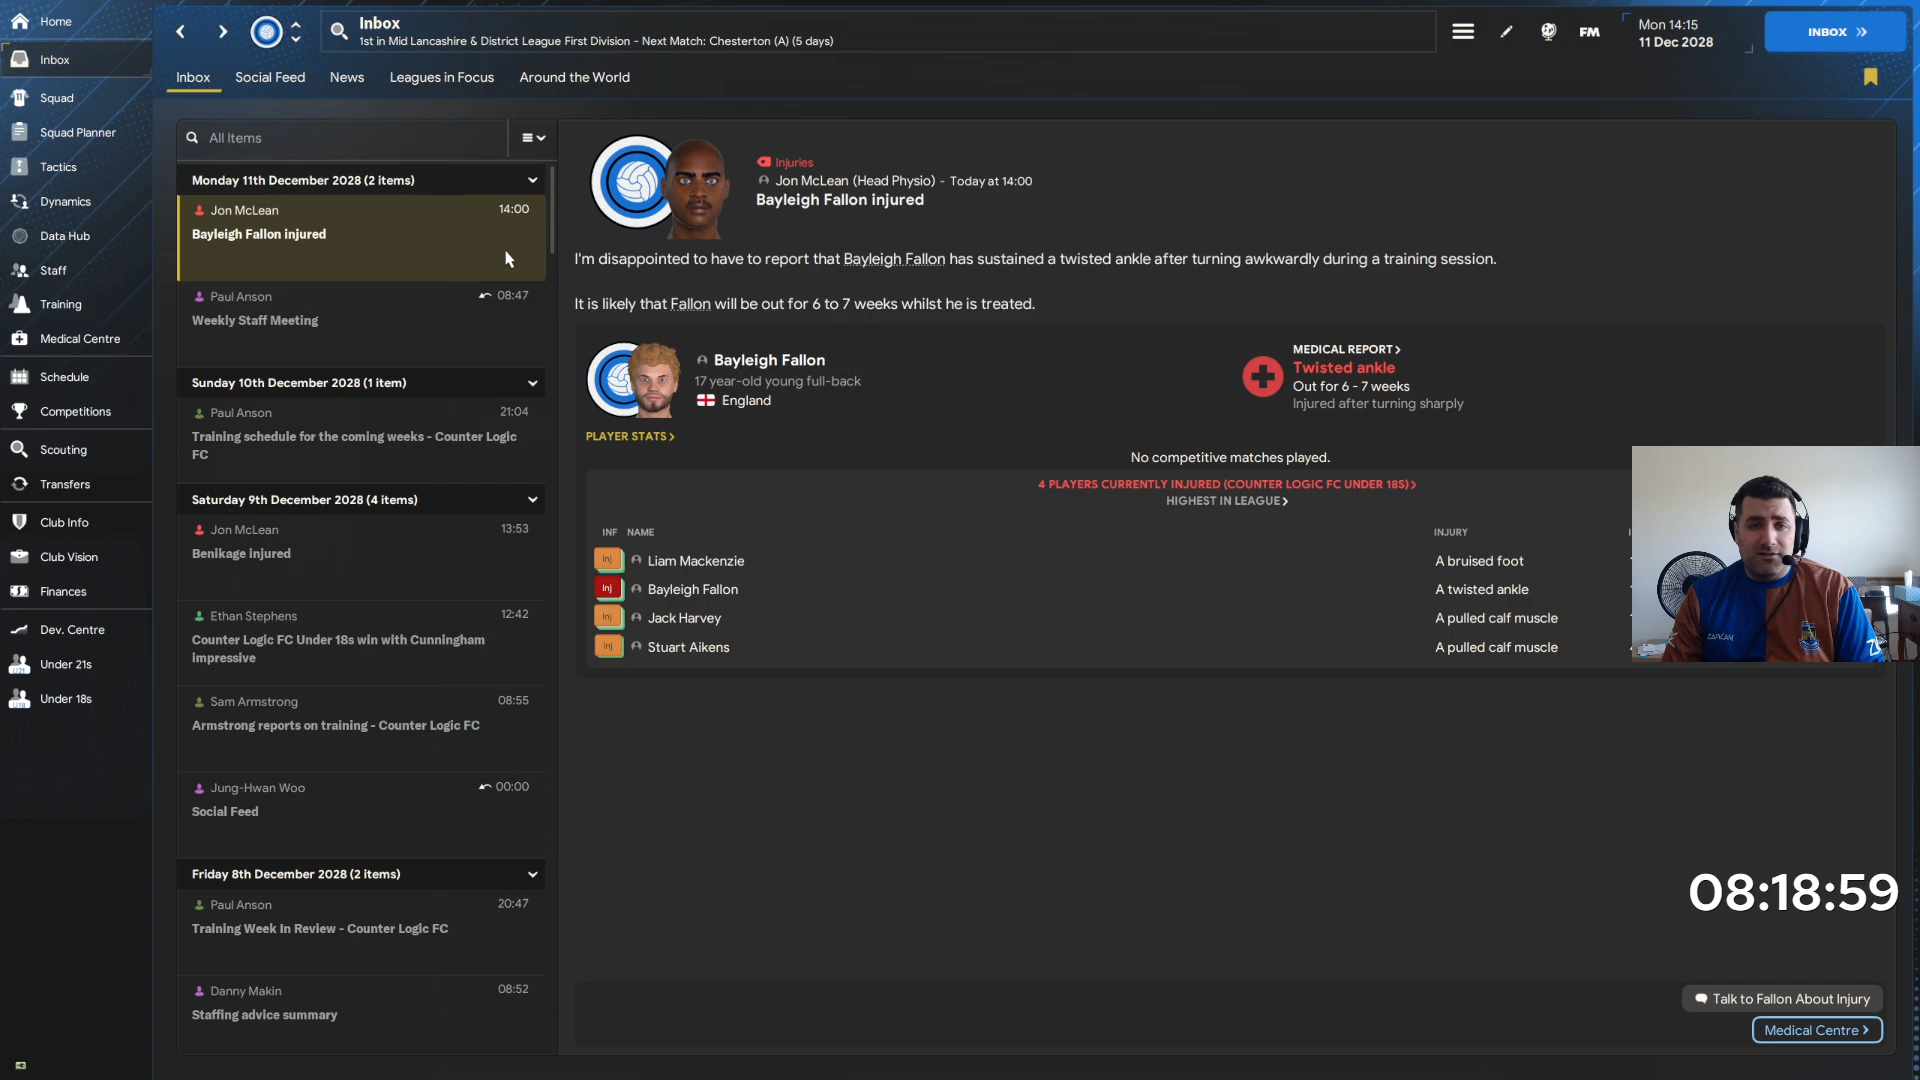 Home
Inbox
Squad
Squad Planner
Tactics
Dynamics
Data Hub
Staff
Training
Medical Centre
Schedule
Competitions
Scouting
Transfers
Club Info
Club Vision
Finances
Dev. Centre
Under 21s
Under 18s
Inbox
1st in Mid Lancashire & District League First Division - Next Match: Chesterton (A) (5 days)
FM
Mon 14:15
11 Dec 2028
INBOX
Inbox Social Feed News Leagues in Focus Around the World
All Items
Monday 11th December 2028 (2 items)
Jon McLean 14:00
Bayleigh Fallon injured
Paul Anson 08:47
Weekly Staff Meeting
Sunday 10th December 2028 (1 item)
Paul Anson 21:04
Training schedule for the coming weeks - Counter Logic
FC
Saturday 9th December 2028 (4 items)
Jon McLean 13:53
Benikage injured
Ethan Stephens 12:42
Counter Logic FC Under 18s win with Cunningham
impressive
Sam Armstrong 08:55
Armstrong reports on training - Counter Logic FC
Jung-Hwan Woo 00:00
Social Feed
Friday 8th December 2028 (2 items)
Paul Anson 20:47
Training Week In Review - Counter Logic FC
Danny Makin 08:52
Staffing advice summary
Injuries
Jon McLean (Head Physio) - Today at 14:00
Bayleigh Fallon injured
I'm disappointed to have to report that Bayleigh Fallon has sustained a twisted ankle after turning awkwardly during a training session.
It is likely that Fallon will be out for 6 to 7 weeks whilst he is treated.
Bayleigh Fallon
17 year-old young full-back
England
MEDICAL REPORT
Twisted ankle
Out for 6 - 7 weeks
Injured after turning sharply
PLAYER STATS
No competitive matches played.
4 PLAYERS CURRENTLY INJURED (COUNTER LOGIC FC UNDER 18S)
HIGHEST IN LEAGUE
INF NAME INJURY
Inj Liam Mackenzie A bruised foot
Inj Bayleigh Fallon A twisted ankle
Inj Jack Harvey A pulled calf muscle
Inj Stuart Aikens A pulled calf muscle
08:18:59
Talk to Fallon About Injury
Medical Centre